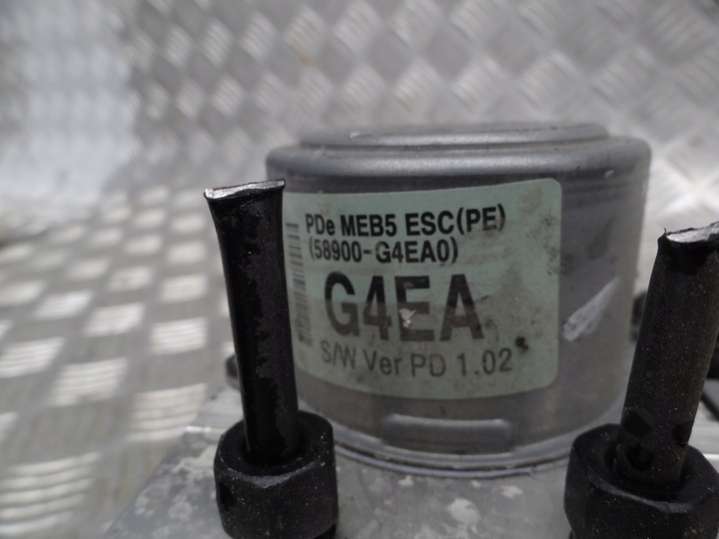 PDe MEB5 ESC(PE)
(58900-G4EA0)
G4EA
S/W Ver PD 1.02